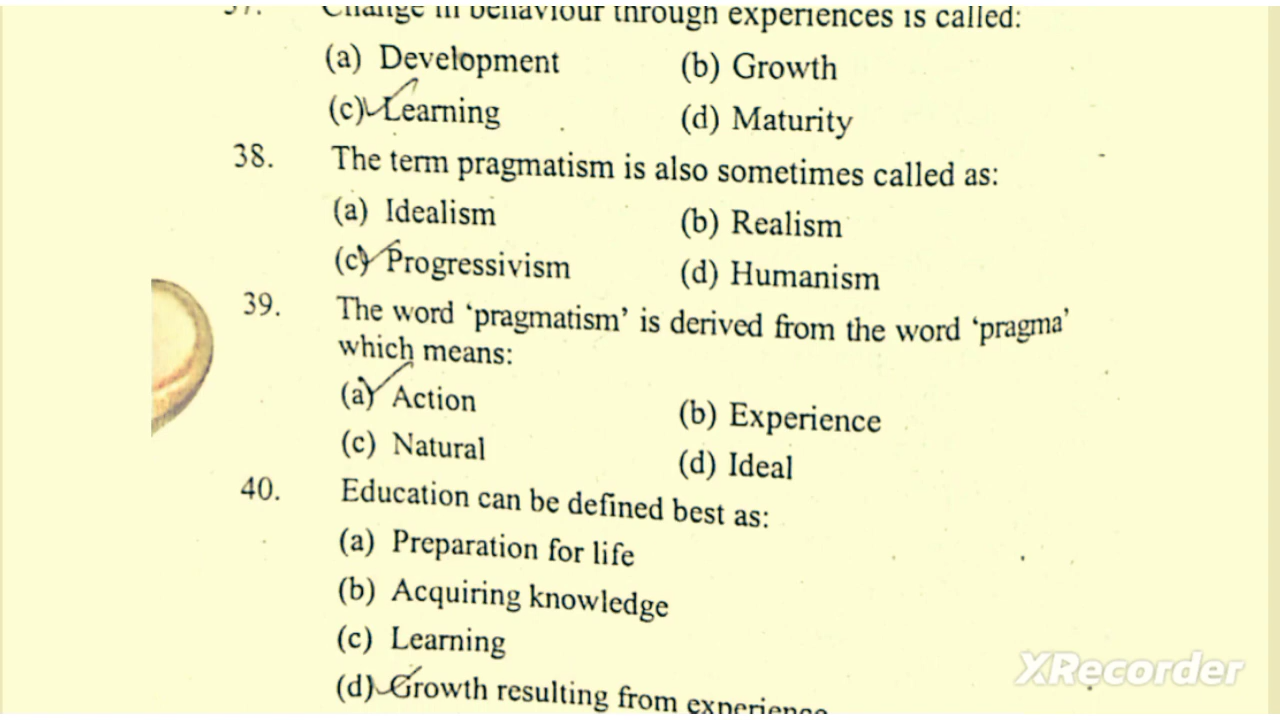 37. Change in behaviour through experiences is called:
(a) Development (b) Growth
(c) Learning (d) Maturity
38. The term pragmatism is also sometimes called as:
(a) Idealism (b) Realism
(c) Progressivism (d) Humanism
39. The word ‘pragmatism’ is derived from the word ‘pragma’
which means:
(a) Action (b) Experience
(c) Natural (d) Ideal
40. Education can be defined best as:
(a) Preparation for life
(b) Acquiring knowledge
(c) Learning
(d) Growth resulting from experience
XRecorder